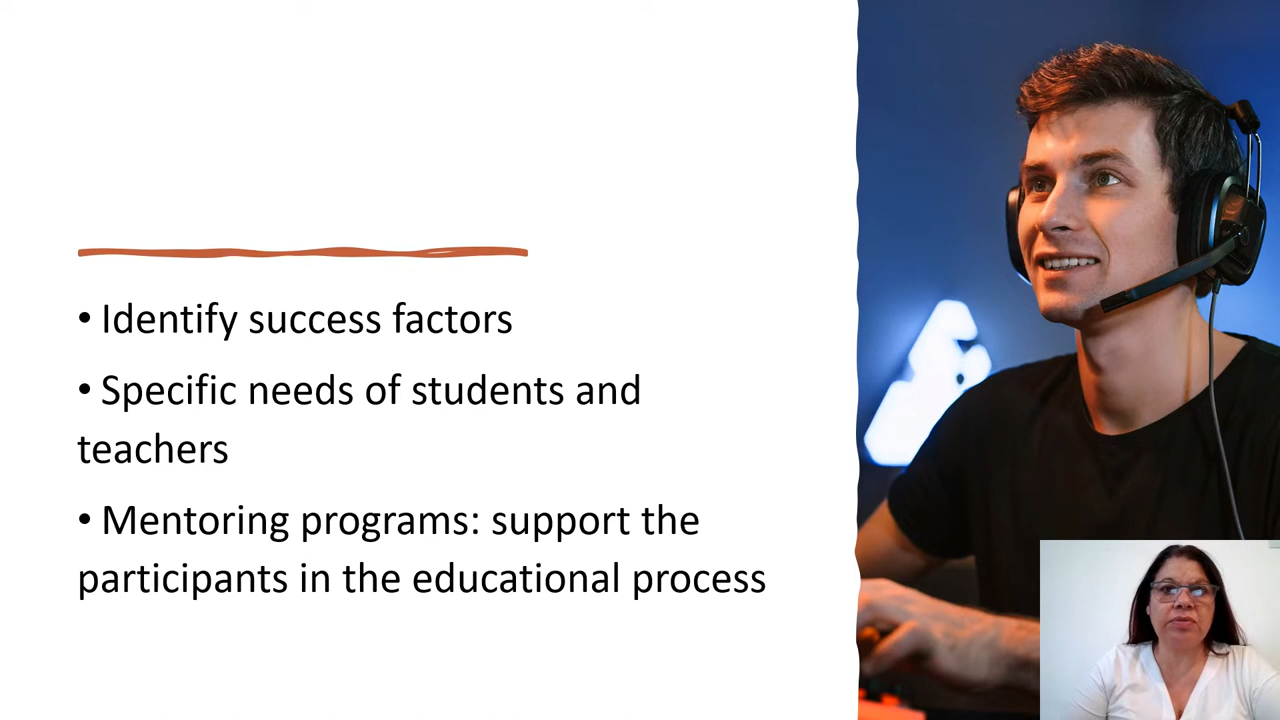 • Identify success factors
• Specific needs of students and
teachers
• Mentoring programs: support the
participants in the educational process